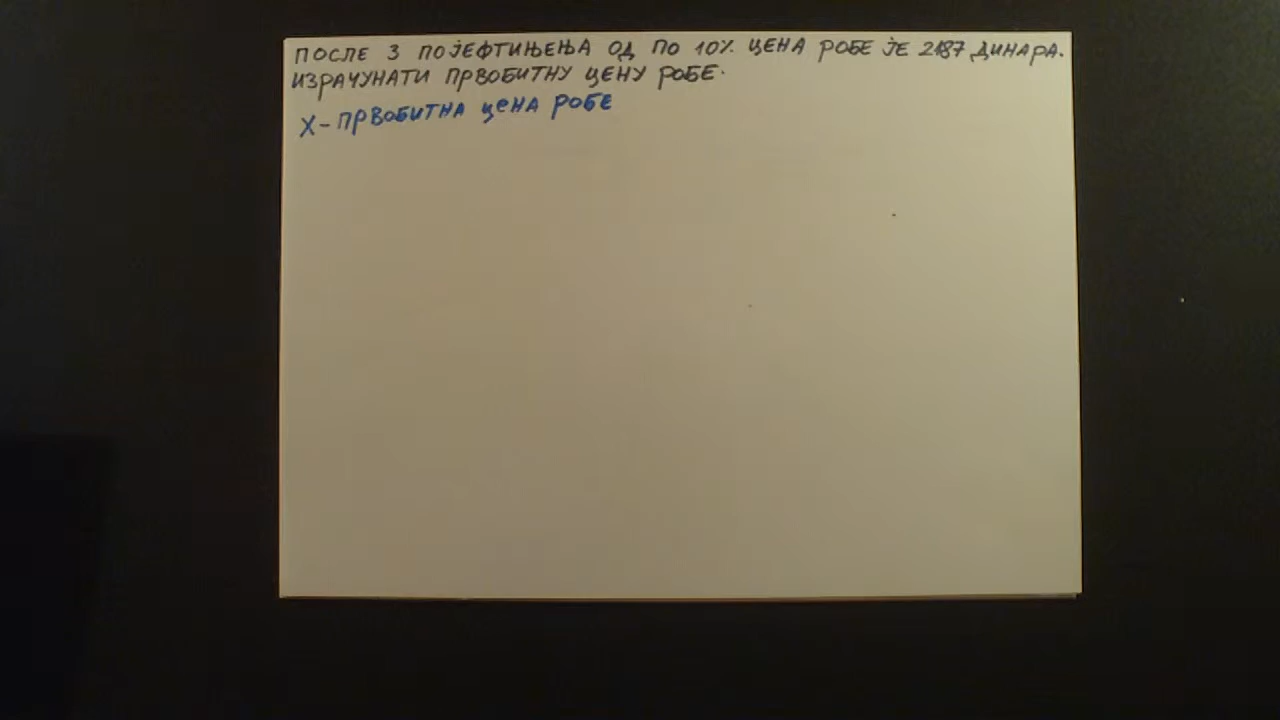 ПОСЛЕ 3 ПОЈЕФТИЊЕЊА ОД ПО 10% ЦЕНА РОБЕ ЈЕ 2187 ДИНАРА.
ИЗРАЧУНАТИ ПРВОБИТНУ ЦЕНУ РОБЕ.
X - ПРВОБИТНА ЦЕНА РОБЕ